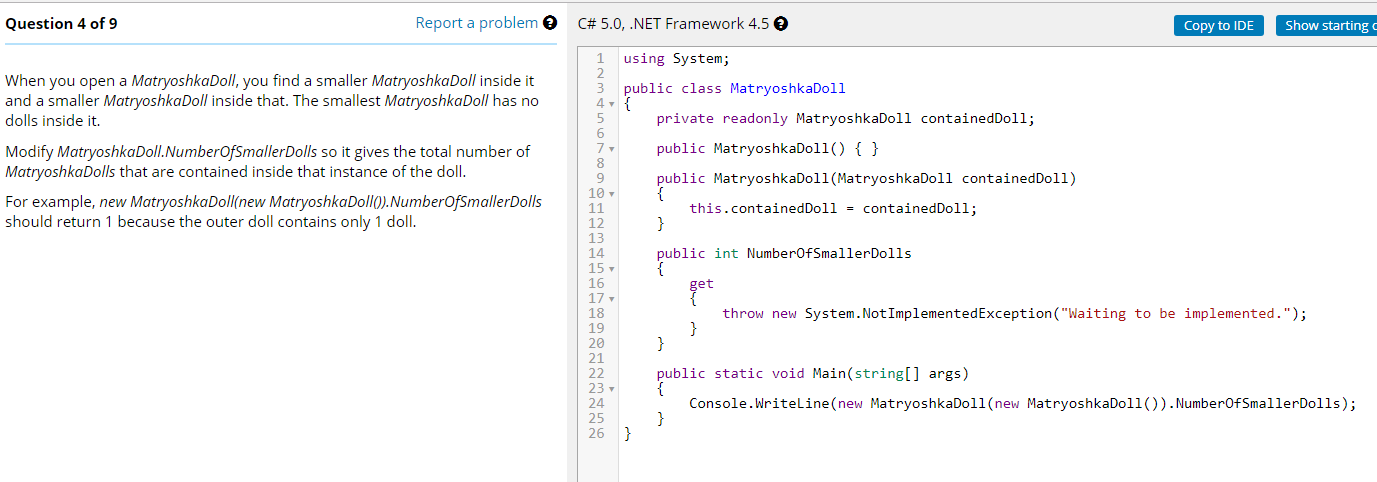 Question 4 of 9
Report a problem
When you open a MatryoshkaDoll, you find a smaller MatryoshkaDoll inside it
and a smaller MatryoshkaDoll inside that. The smallest MatryoshkaDoll has no
dolls inside it.
Modify MatryoshkaDoll.NumberOfSmallerDolls so it gives the total number of
MatryoshkaDolls that are contained inside that instance of the doll.
For example, new MatryoshkaDoll(new MatryoshkaDoll()).NumberOfSmallerDolls
should return 1 because the outer doll contains only 1 doll.
C# 5.0, .NET Framework 4.5
Copy to IDE
Show starting c
1 using System;
2
3 public class MatryoshkaDoll
4 {
5     private readonly MatryoshkaDoll containedDoll;
6
7     public MatryoshkaDoll() { }
8
9     public MatryoshkaDoll(MatryoshkaDoll containedDoll)
10     {
11         this.containedDoll = containedDoll;
12     }
13
14     public int NumberOfSmallerDolls
15     {
16         get
17         {
18             throw new System.NotImplementedException("Waiting to be implemented.");
19         }
20     }
21
22     public static void Main(string[] args)
23     {
24         Console.WriteLine(new MatryoshkaDoll(new MatryoshkaDoll()).NumberOfSmallerDolls);
25     }
26 }